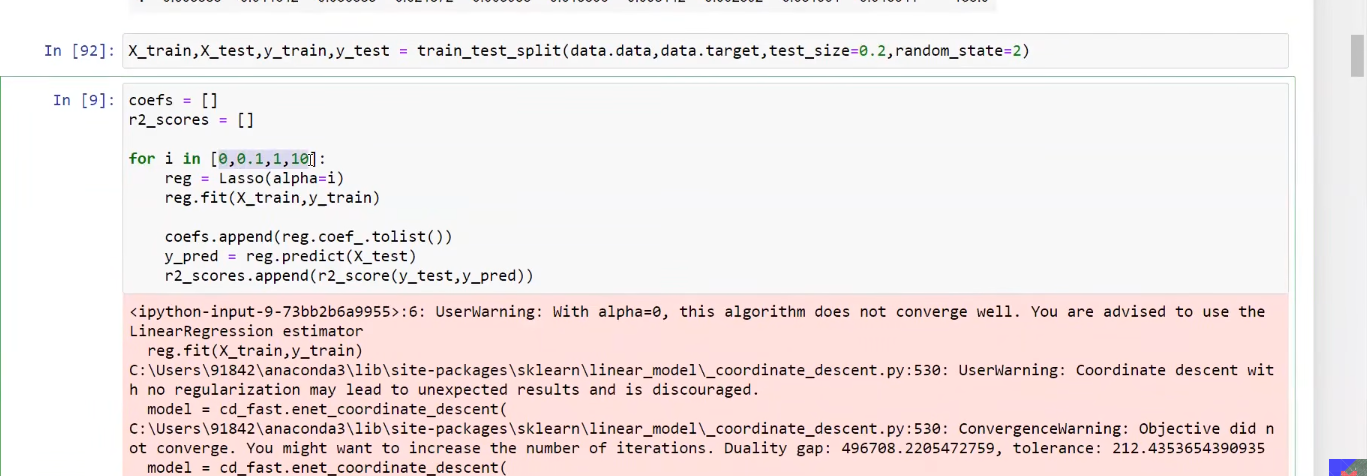 In [92]: X_train,X_test,y_train,y_test = train_test_split(data.data,data.target,test_size=0.2,random_state=2)
In [9]: coefs = []
r2_scores = []
for i in [0,0.1,1,10]:
reg = Lasso(alpha=i)
reg.fit(X_train,y_train)
coefs.append(reg.coef_.tolist())
y_pred = reg.predict(X_test)
r2_scores.append(r2_score(y_test,y_pred))
<ipython-input-9-73bb2b6a9955>:6: UserWarning: With alpha=0, this algorithm does not converge well. You are advised to use the
LinearRegression estimator
reg.fit(X_train,y_train)
C:\Users\91842\anaconda3\lib\site-packages\sklearn\linear_model\_coordinate_descent.py:530: UserWarning: Coordinate descent wit
h no regularization may lead to unexpected results and is discouraged.
model = cd_fast.enet_coordinate_descent(
C:\Users\91842\anaconda3\lib\site-packages\sklearn\linear_model\_coordinate_descent.py:530: ConvergenceWarning: Objective did n
ot converge. You might want to increase the number of iterations. Duality gap: 496708.2205472759, tolerance: 212.4353654390935
model = cd_fast.enet_coordinate_descent(